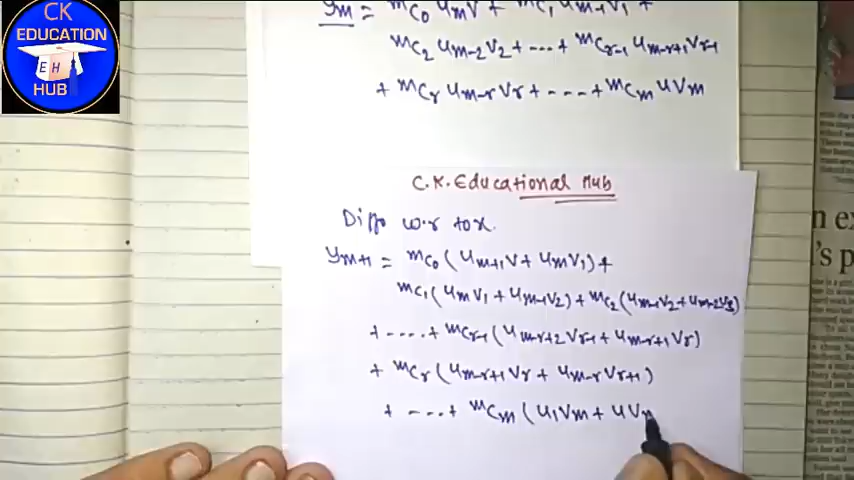 CK
EDUCATION
E H
HUB
yₘ = ᵐC₀ uₘv + ᵐC₁ uₘ₋₁v₁ +
ᵐC₂ uₘ₋₂v₂ + ---- + ᵐCᵣ₋₁ uₘ₋ᵣ₊₁vᵣ₋₁
+ ᵐCᵣ uₘ₋ᵣvᵣ + ---- + ᵐCₘ uvₘ
C.K. Educational Hub
Diff w.r to x.
yₘ₊₁ = ᵐC₀ (uₘ₊₁v + uₘv₁) +
ᵐC₁ (uₘv₁ + uₘ₋₁v₂) + ᵐC₂ (uₘ₋₁v₂ + uₘ₋₂v₃)
+ ---- + ᵐCᵣ₋₁ (uₘ₋ᵣ₊₂vᵣ₋₁ + uₘ₋ᵣ₊₁vᵣ)
+ ᵐCᵣ (uₘ₋ᵣ₊₁vᵣ + uₘ₋ᵣvᵣ₊₁)
+ ---- + ᵐCₘ (u₁vₘ + uv